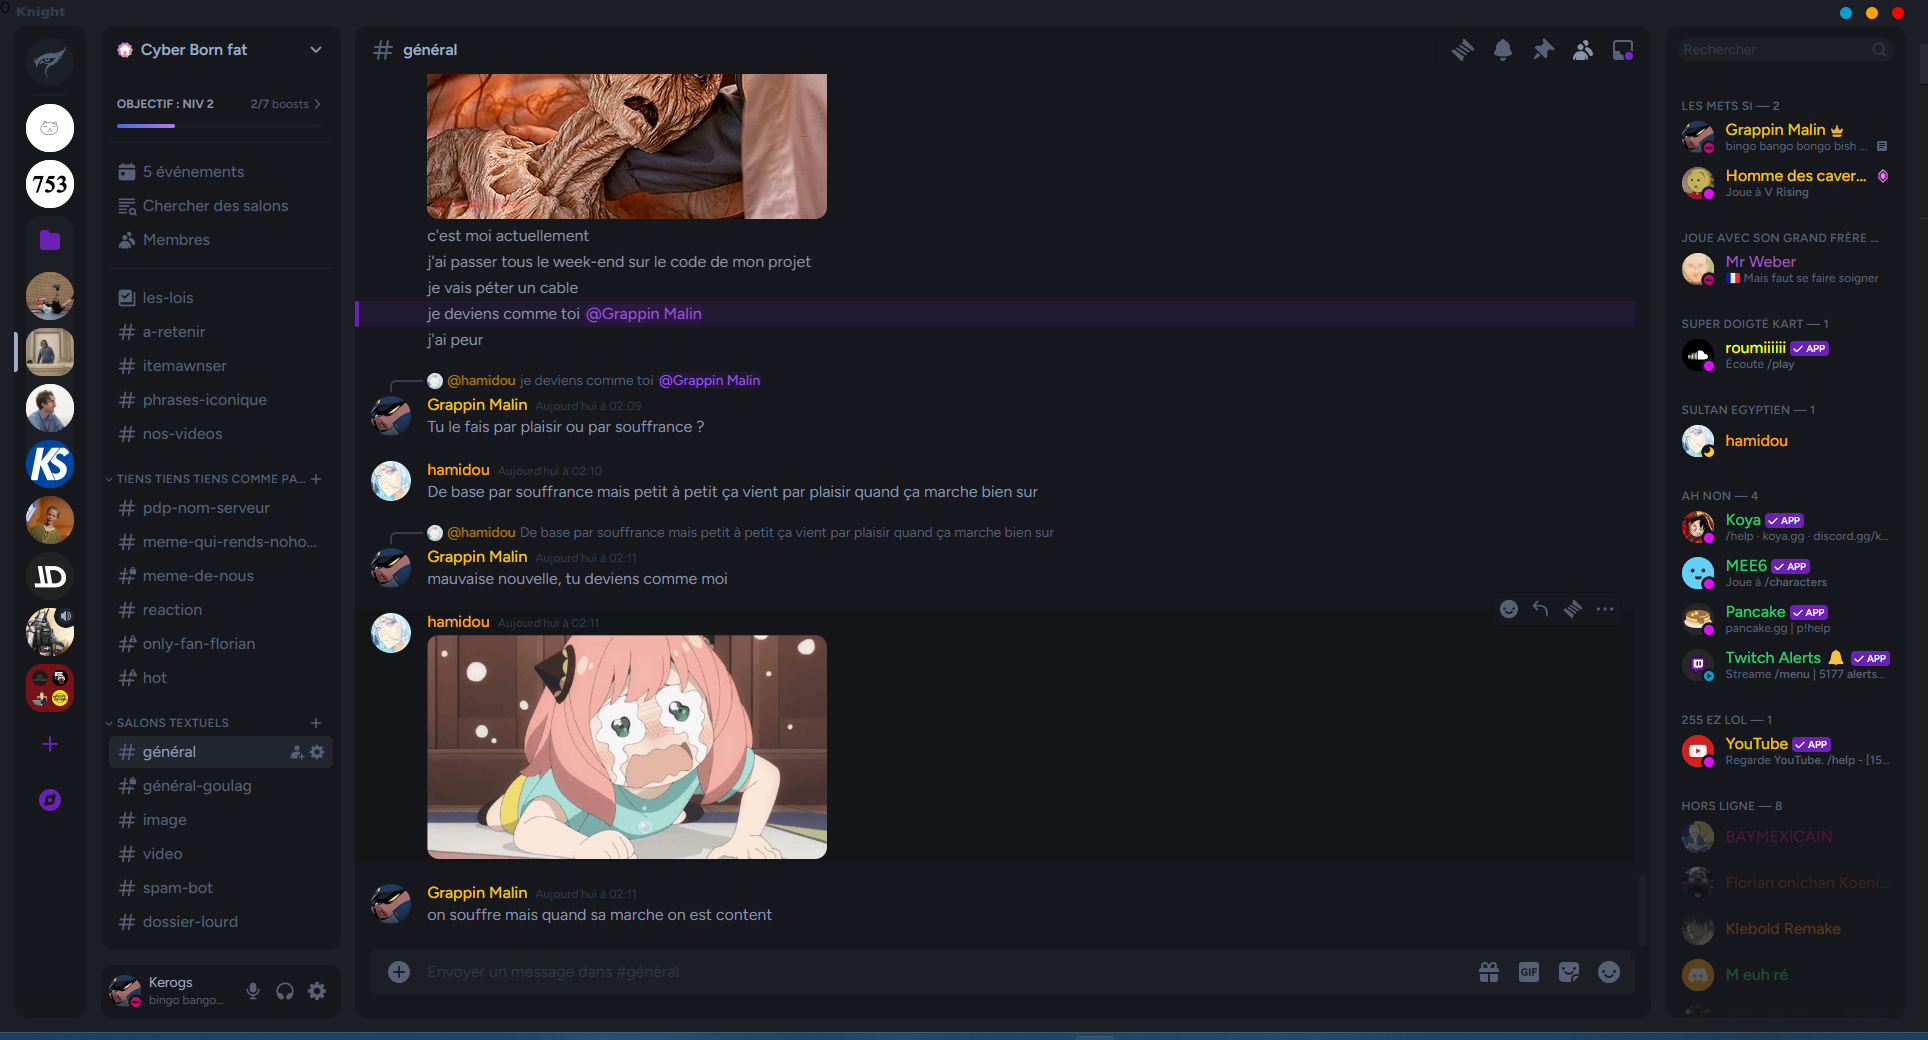 Knight
753
KS
Cyber Born fat
OBJECTIF : NIV 2
2/7 boosts
5 événements
Chercher des salons
Membres
les-lois
a-retenir
itemawnser
phrases-iconique
nos-videos
TIENS TIENS TIENS COMME PA...
pdp-nom-serveur
meme-qui-rends-noho...
meme-de-nous
reaction
only-fan-florian
hot
SALONS TEXTUELS
général
général-goulag
image
video
spam-bot
dossier-lourd
Kerogs
bingo bango...
général
c'est moi actuellement
j'ai passer tous le week-end sur le code de mon projet
je vais péter un cable
je deviens comme toi @Grappin Malin
j'ai peur
@hamidou je deviens comme toi @Grappin Malin
Grappin Malin Aujourd'hui à 02:09
Tu le fais par plaisir ou par souffrance ?
hamidou Aujourd'hui à 02:10
De base par souffrance mais petit à petit ça vient par plaisir quand ça marche bien sur
@hamidou De base par souffrance mais petit à petit ça vient par plaisir quand ça marche bien sur
Grappin Malin Aujourd'hui à 02:11
mauvaise nouvelle, tu deviens comme moi
hamidou Aujourd'hui à 02:11
Grappin Malin Aujourd'hui à 02:11
on souffre mais quand sa marche on est content
Envoyer un message dans #général
GIF
Rechercher
LES METS SI — 2
Grappin Malin
bingo bango bongo bish ...
Homme des caver...
Joue à V Rising
JOUE AVEC SON GRAND FRÈRE ...
Mr Weber
Mais faut se faire soigner
SUPER DOIGTÉ KART — 1
roumiiiiii APP
Écoute /play
SULTAN EGYPTIEN — 1
hamidou
AH NON — 4
Koya APP
/help · koya.gg · discord.gg/k...
MEE6 APP
Joue à /characters
Pancake APP
pancake.gg | p!help
Twitch Alerts APP
Streame /menu | 5177 alerts...
255 EZ LOL — 1
YouTube APP
Regarde YouTube. /help - [15...
HORS LIGNE — 8
BAYMEXICAIN
Florian onichan Koeni...
Klebold Remake
M euh ré